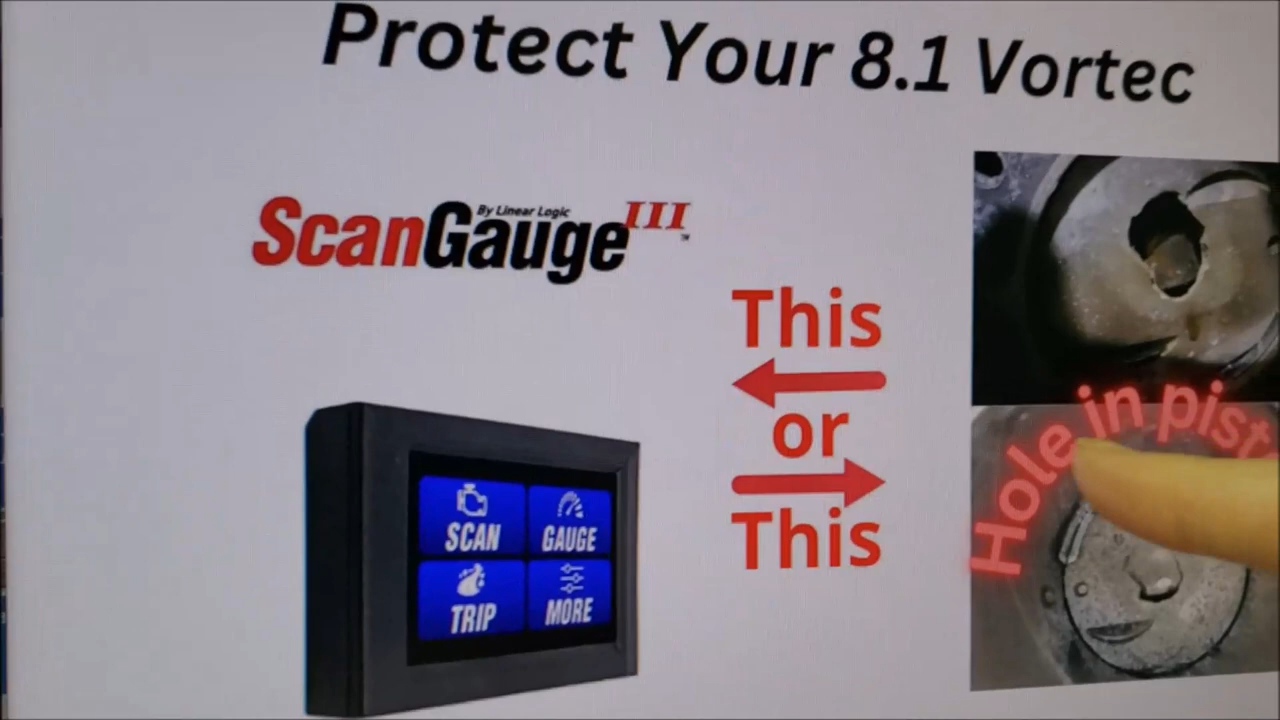 Protect Your 8.1 Vortec
ScanGauge III
By Linear Logic
This
or
This
Hole in
SCAN
GAUGE
TRIP
MORE